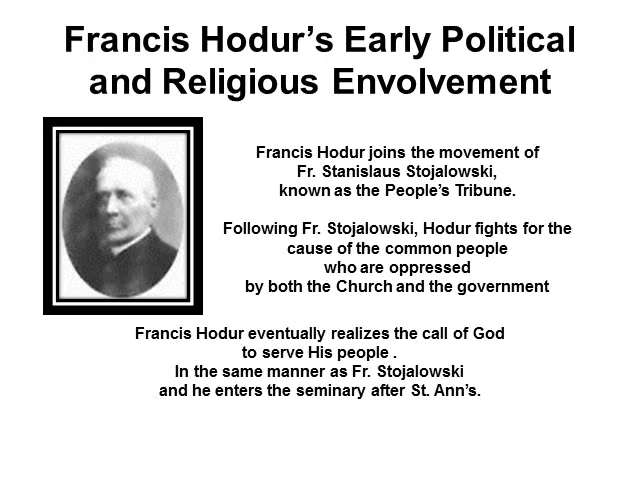 Francis Hodur’s Early Political
and Religious Envolvement
Francis Hodur joins the movement of
Fr. Stanislaus Stojalowski,
known as the People’s Tribune.
Following Fr. Stojalowski, Hodur fights for the
cause of the common people
who are oppressed
by both the Church and the government
Francis Hodur eventually realizes the call of God
to serve His people .
In the same manner as Fr. Stojalowski
and he enters the seminary after St. Ann’s.